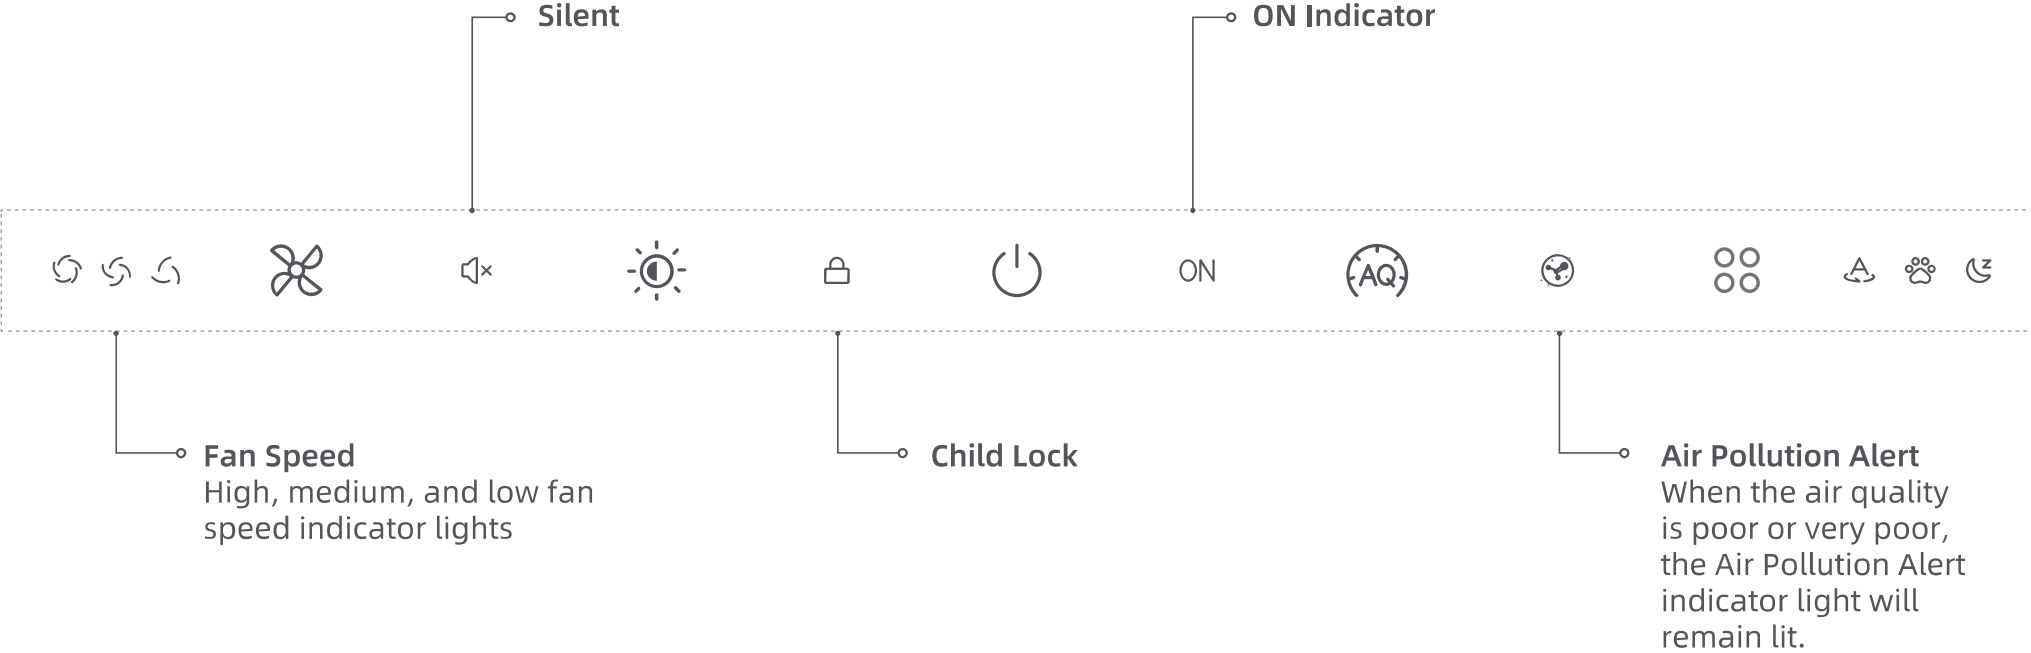 Silent
ON Indicator
ON
AQ
A
z
Fan Speed
High, medium, and low fan
speed indicator lights
Child Lock
Air Pollution Alert
When the air quality
is poor or very poor,
the Air Pollution Alert
indicator light will
remain lit.